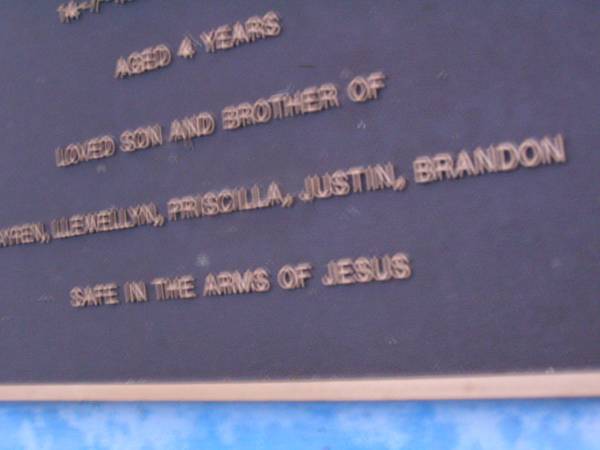 AGED 4 YEARS
LOVED SON AND BROTHER OF
LLEWELLYN, PRISCILLA, JUSTIN, BRANDON
SAFE IN THE ARMS OF JESUS